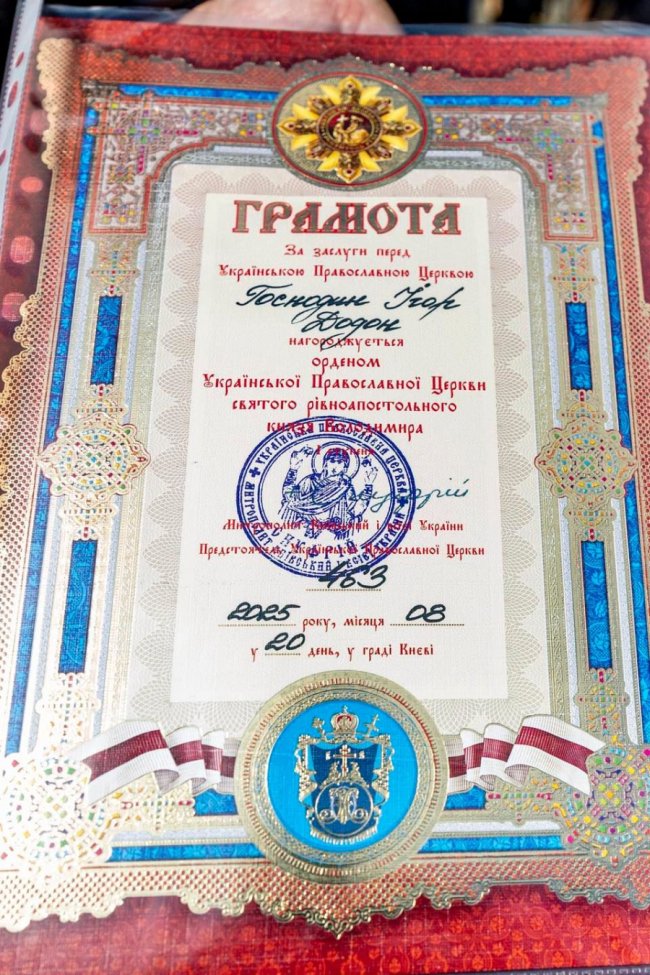 ГРАМОТА
За заслуги перед
Українською Православною Церквою
Господин Ігор
Додон
нагороджується
орденом
Української Православної Церкви
святого рівноапостольного
князя Володимира
Митрополит Київський і всієї України
Предстоятель Української Православної Церкви
463
2025 року, місяця 08
у 20 день, у граді Києві